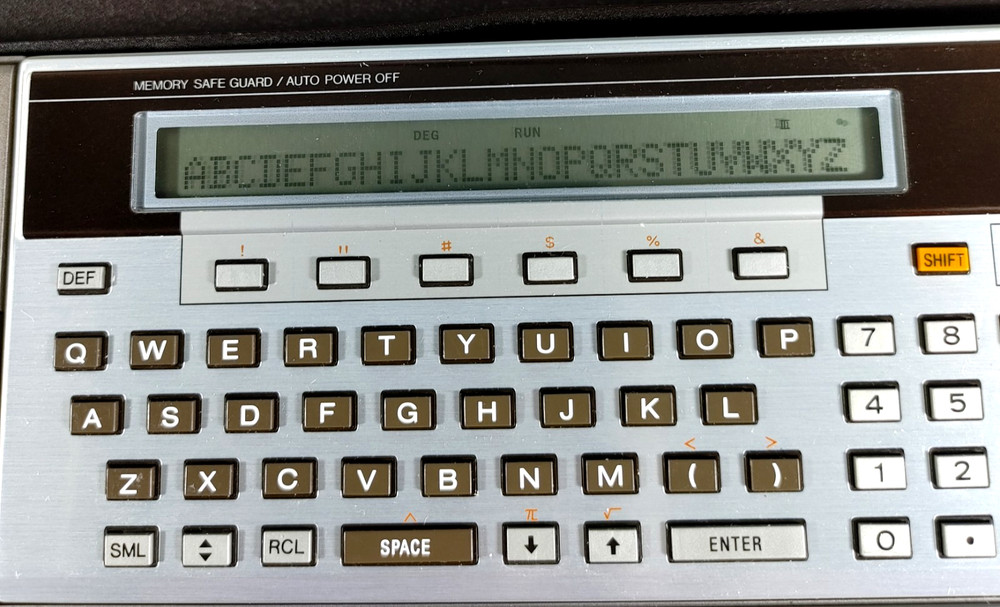 MEMORY SAFE GUARD / AUTO POWER OFF
DEG RUN III
ABCDEFGHIJKLMNOPQRSTUVWXYZ
! " # $ % &
DEF SHIFT
Q W E R T Y U I O P 7 8
A S D F G H J K L 4 5
< >
Z X C V B N M ( ) 1 2
^ π √
SML RCL SPACE ↓ ↑ ENTER 0 •